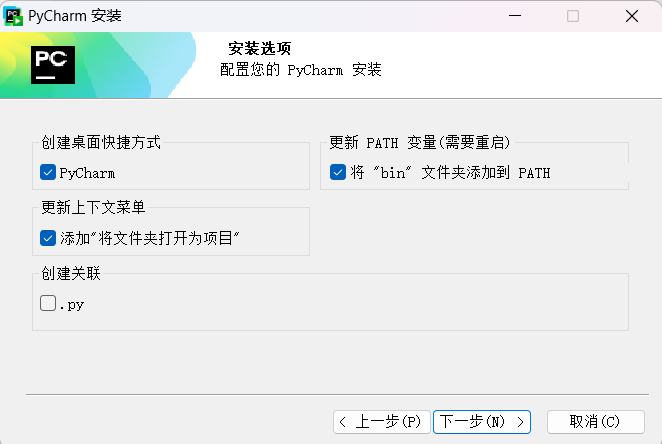 PyCharm 安装
PC
安装选项
配置您的 PyCharm 安装
创建桌面快捷方式
PyCharm
更新 PATH 变量(需要重启)
将 "bin" 文件夹添加到 PATH
更新上下文菜单
添加"将文件夹打开为项目"
创建关联
.py
< 上一步(P)
下一步(N) >
取消(C)